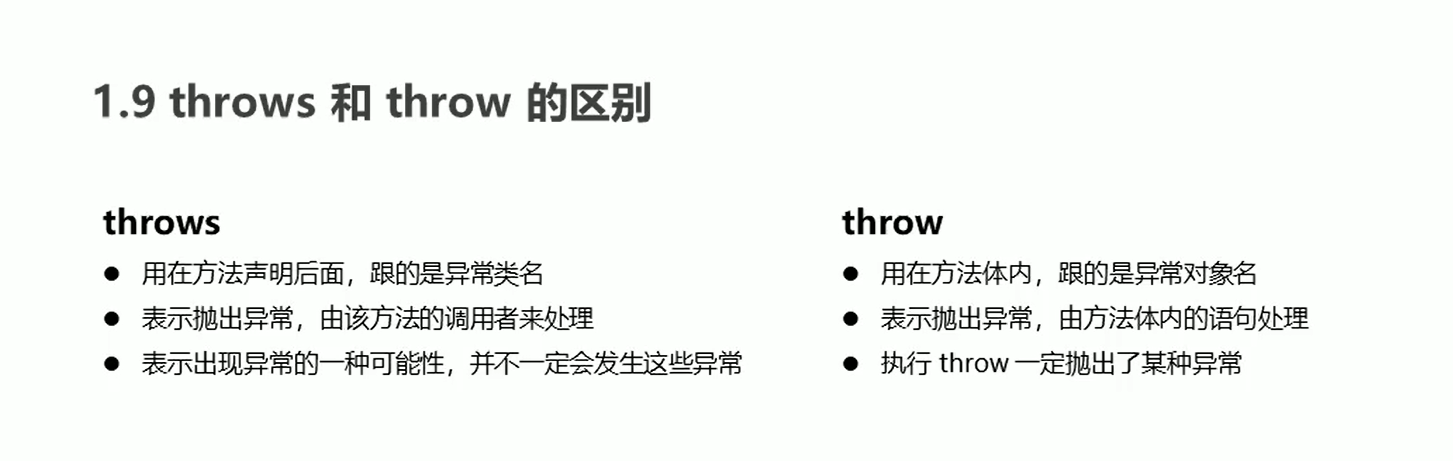 1.9 throws 和 throw 的区别
throws
● 用在方法声明后面，跟的是异常类名
● 表示抛出异常，由该方法的调用者来处理
● 表示出现异常的一种可能性，并不一定会发生这些异常
throw
● 用在方法体内，跟的是异常对象名
● 表示抛出异常，由方法体内的语句处理
● 执行 throw 一定抛出了某种异常